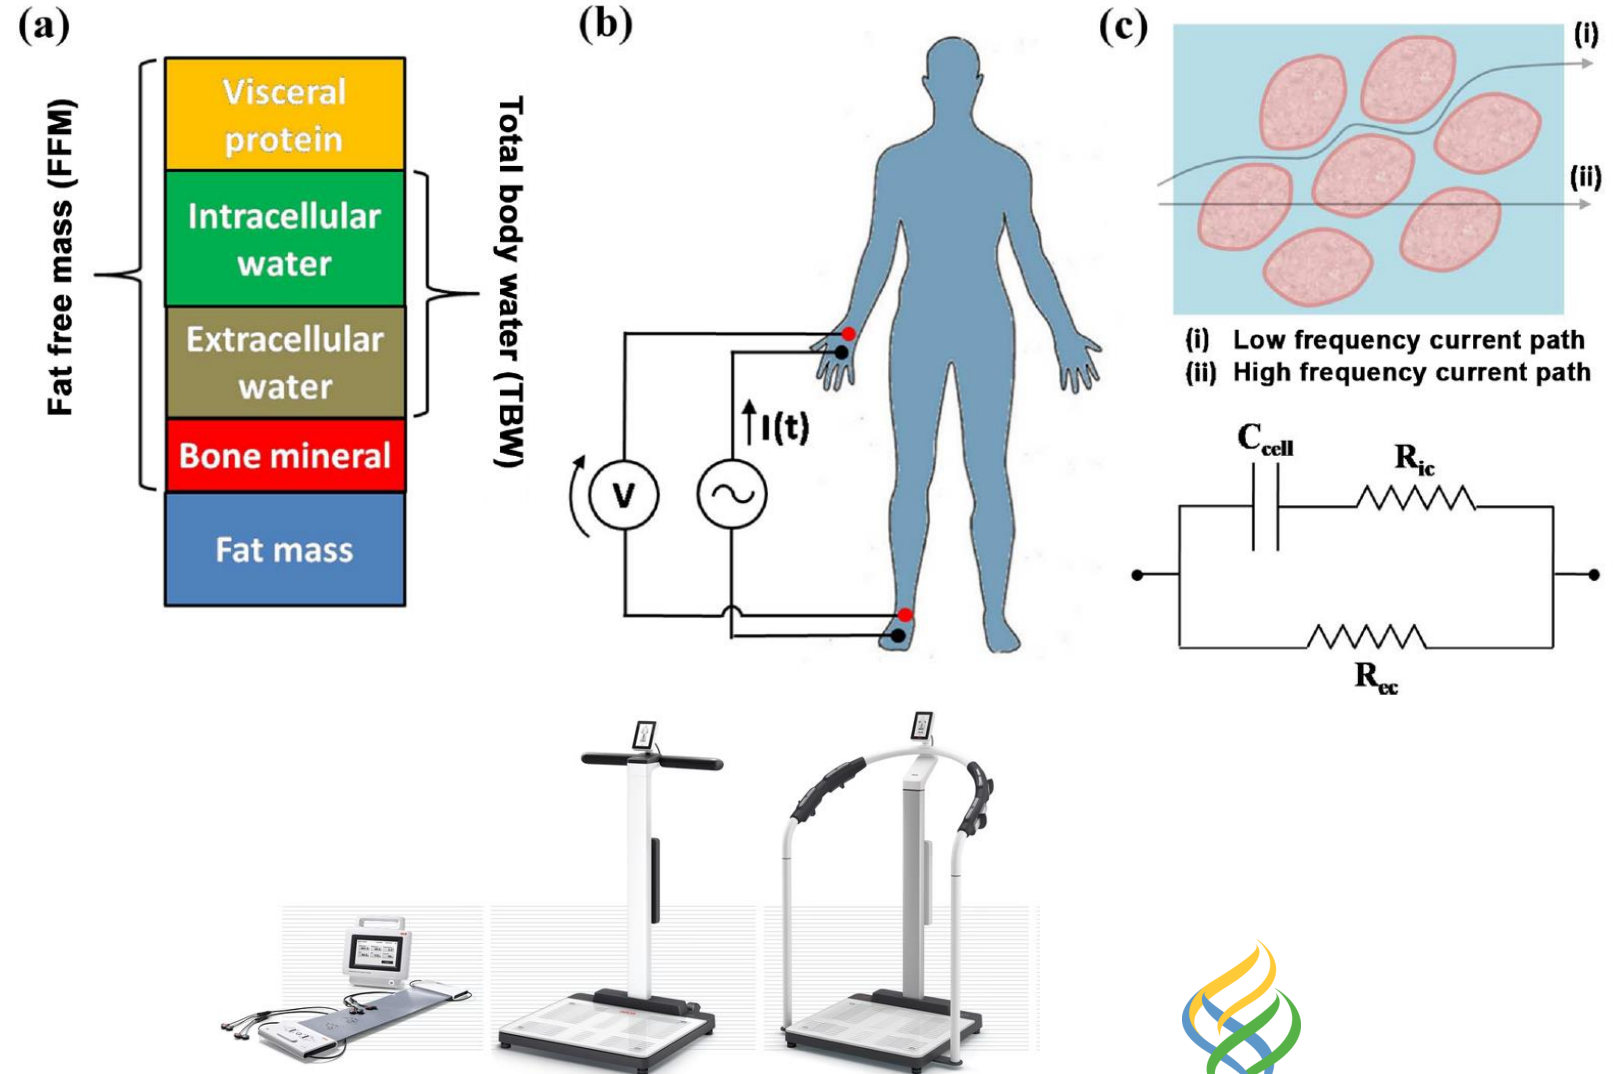 (a)
Fat free mass (FFM)
Visceral
protein
Intracellular
water
Extracellular
water
Bone mineral
Fat mass
Total body water (TBW)
(b)
I(t)
V
(c)
(i)
(ii)
(i) Low frequency current path
(ii) High frequency current path
Ccell
Ric
Rec